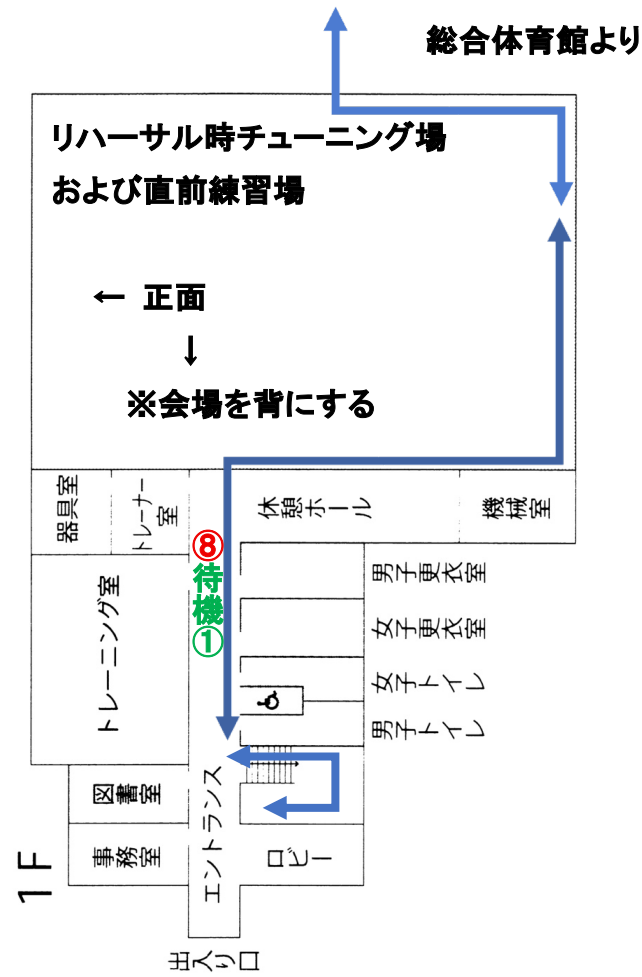 総合体育館より
リハーサル時チューニング場
および直前練習場
← 正面
↓
※会場を背にする
器具室
トレーナー室
休憩ホール
機械室
⑧待機①
トレーニング室
男子更衣室
女子更衣室
女子トイレ
男子トイレ
図書室
事務室
エントランス
ロビー
1F
出入り口